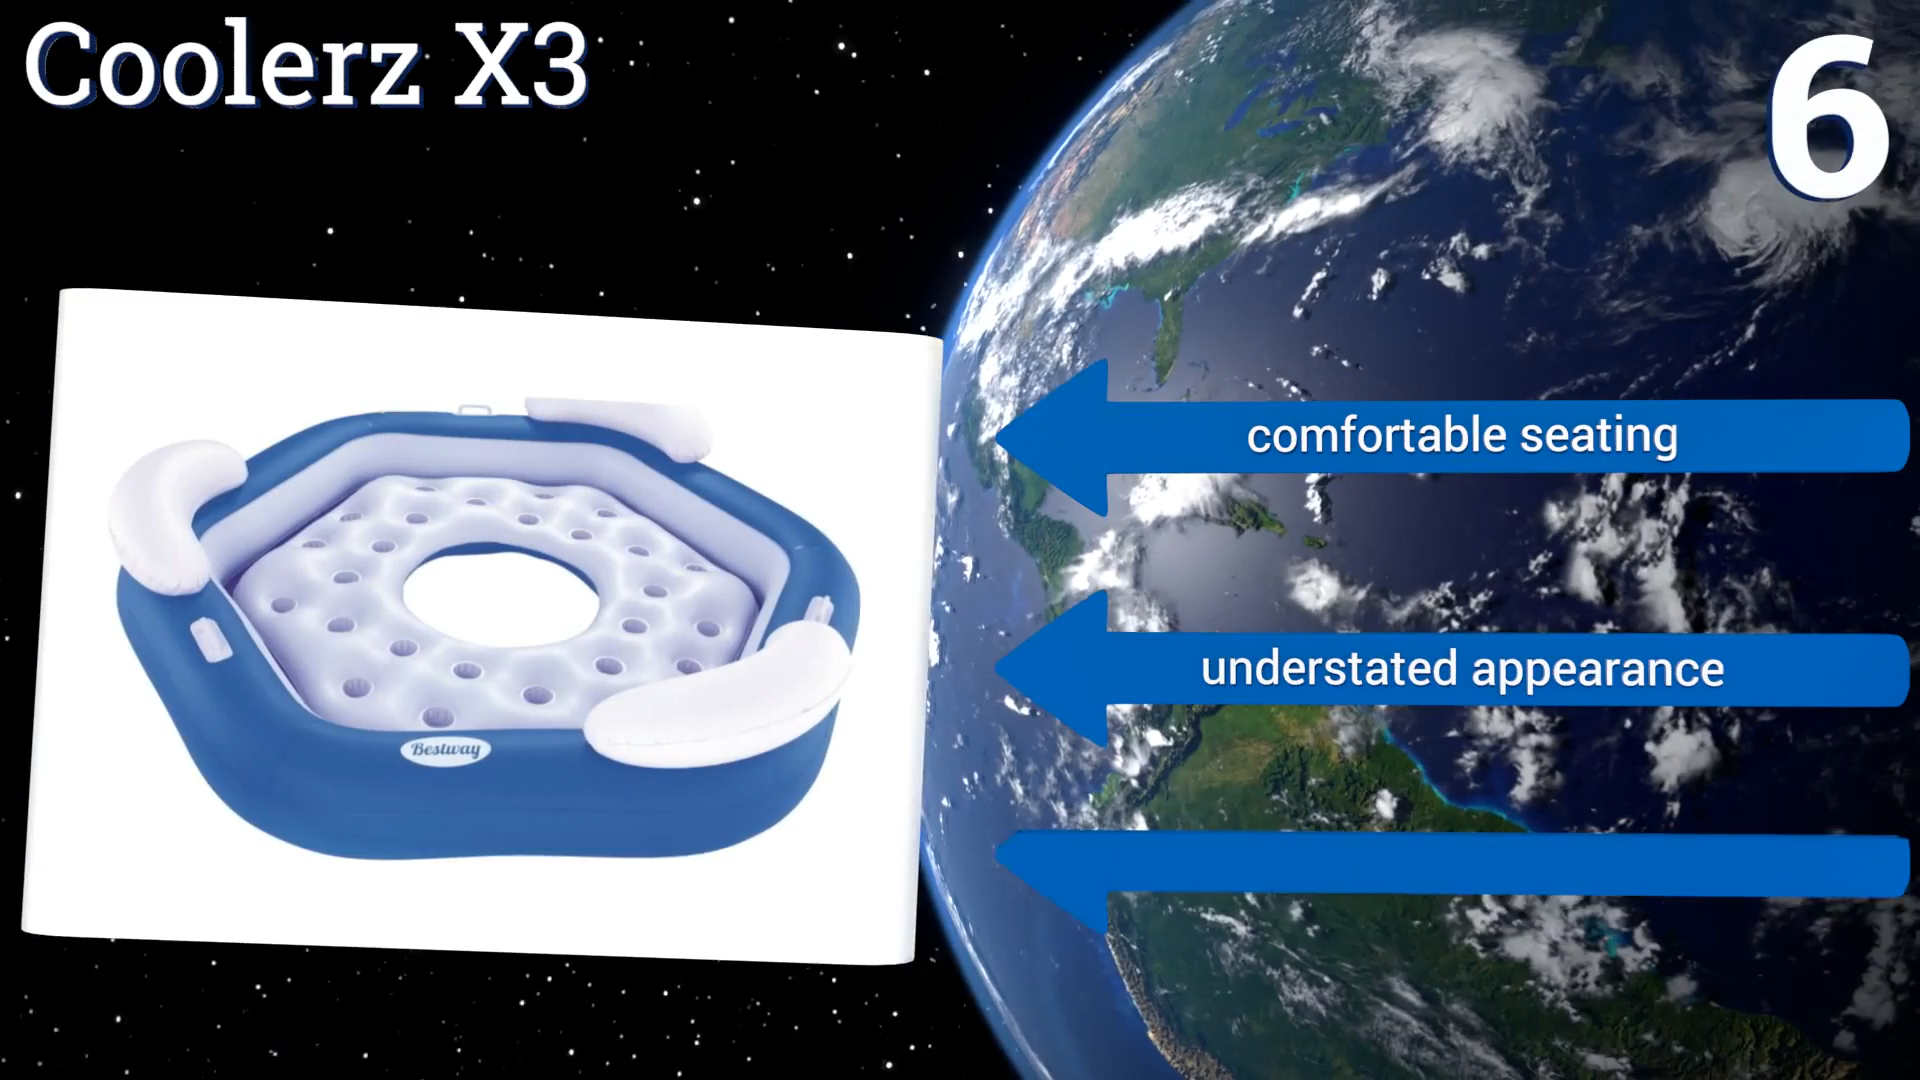 Coolerz X3
6
comfortable seating
understated appearance
Bestway